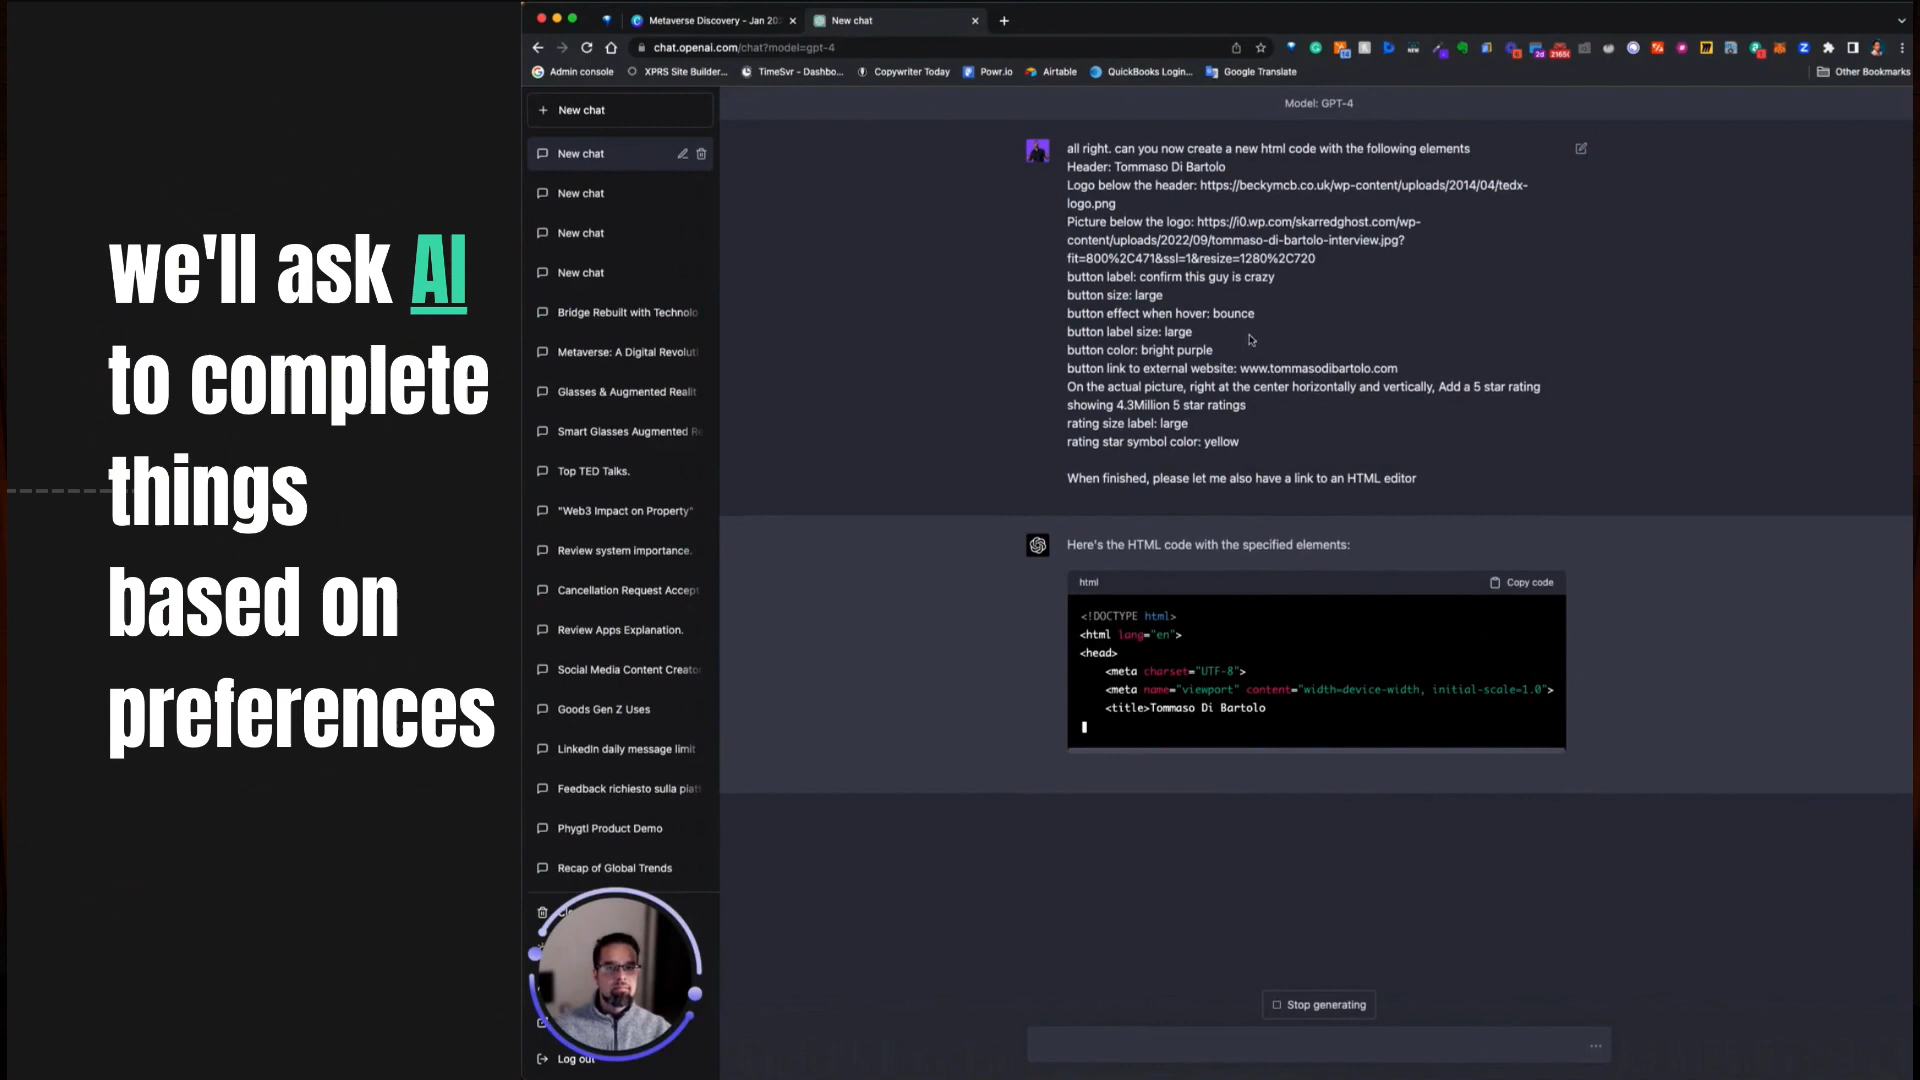 we'll ask AI
to complete
things
based on
preferences
Metaverse Discovery - Jan 20
New chat
chat.openai.com/chat?model=gpt-4
Admin console
XPRS Site Builder...
TimeSvr - Dashbo...
Copywriter Today
Powr.io
Airtable
QuickBooks Login...
Google Translate
Other Bookmarks
New chat
New chat
New chat
New chat
New chat
Bridge Rebuilt with Technolo
Metaverse: A Digital Revoluti
Glasses & Augmented Realit
Smart Glasses Augmented Re
Top TED Talks.
"Web3 Impact on Property"
Review system importance.
Cancellation Request Accept
Review Apps Explanation.
Social Media Content Creator
Goods Gen Z Uses
LinkedIn daily message limit
Feedback richiesto sulla piatt
Phygtl Product Demo
Recap of Global Trends
Log out
Model: GPT-4
all right. can you now create a new html code with the following elements
Header: Tommaso Di Bartolo
Logo below the header: https://beckymcb.co.uk/wp-content/uploads/2014/04/tedx-
logo.png
Picture below the logo: https://i0.wp.com/skarredghost.com/wp-
content/uploads/2022/09/tommaso-di-bartolo-interview.jpg?
fit=800%2C471&ssl=1&resize=1280%2C720
button label: confirm this guy is crazy
button size: large
button effect when hover: bounce
button label size: large
button color: bright purple
button link to external website: www.tommasodibartolo.com
On the actual picture, right at the center horizontally and vertically, Add a 5 star rating
showing 4.3Million 5 star ratings
rating size label: large
rating star symbol color: yellow
When finished, please let me also have a link to an HTML editor
Here's the HTML code with the specified elements:
html
Copy code
<!DOCTYPE html>
<html lang="en">
<head>
<meta charset="UTF-8">
<meta name="viewport" content="width=device-width, initial-scale=1.0">
<title>Tommaso Di Bartolo
Stop generating